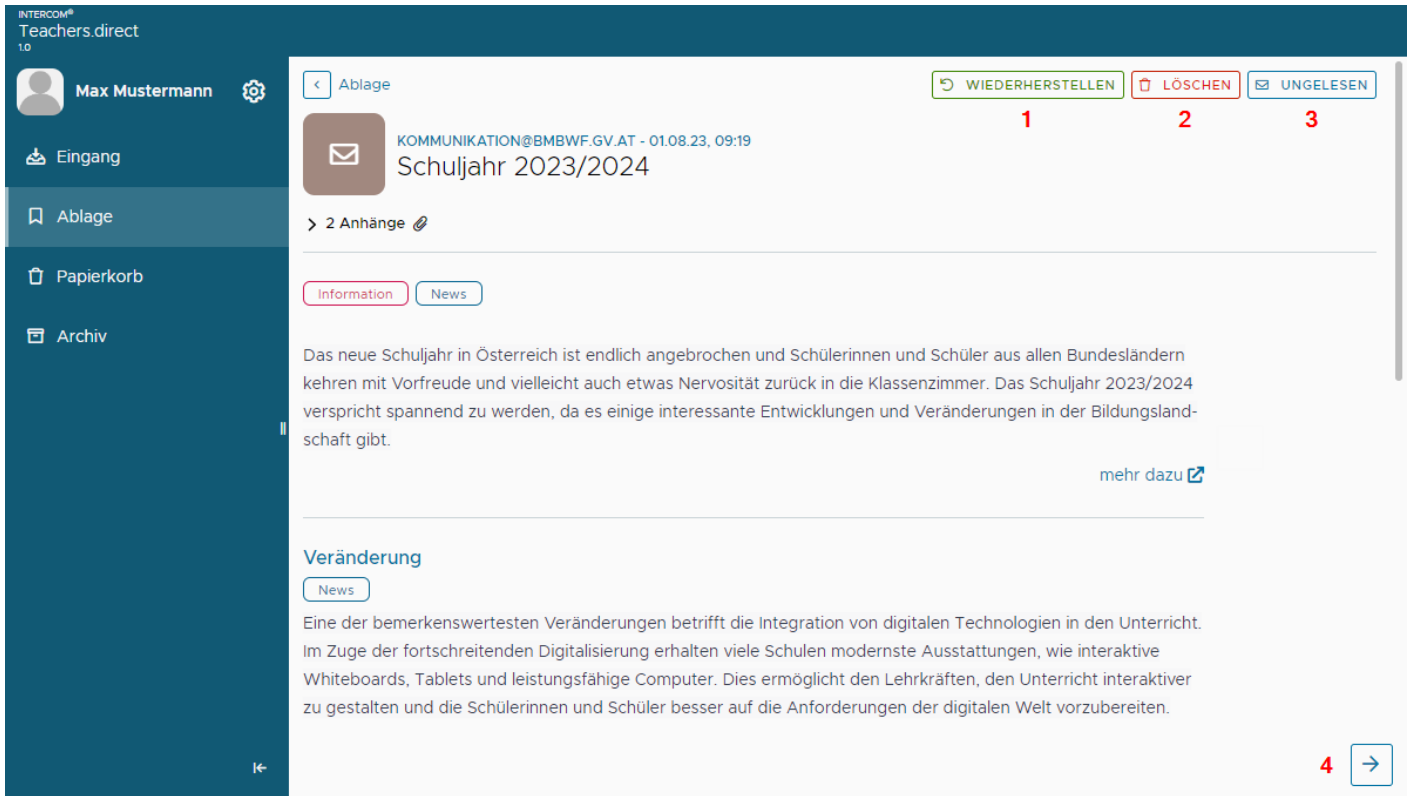 INTERCOM®
Teachers.direct
1.0
Max Mustermann
Eingang
Ablage
Papierkorb
Archiv
Ablage
WIEDERHERSTELLEN
LÖSCHEN
UNGELESEN
1
2
3
KOMMUNIKATION@BMBWF.GV.AT - 01.08.23, 09:19
Schuljahr 2023/2024
2 Anhänge
Information
News
Das neue Schuljahr in Österreich ist endlich angebrochen und Schülerinnen und Schüler aus allen Bundesländern
kehren mit Vorfreude und vielleicht auch etwas Nervosität zurück in die Klassenzimmer. Das Schuljahr 2023/2024
verspricht spannend zu werden, da es einige interessante Entwicklungen und Veränderungen in der Bildungsland-
schaft gibt.
mehr dazu
Veränderung
News
Eine der bemerkenswertesten Veränderungen betrifft die Integration von digitalen Technologien in den Unterricht.
Im Zuge der fortschreitenden Digitalisierung erhalten viele Schulen modernste Ausstattungen, wie interaktive
Whiteboards, Tablets und leistungsfähige Computer. Dies ermöglicht den Lehrkräften, den Unterricht interaktiver
zu gestalten und die Schülerinnen und Schüler besser auf die Anforderungen der digitalen Welt vorzubereiten.
4